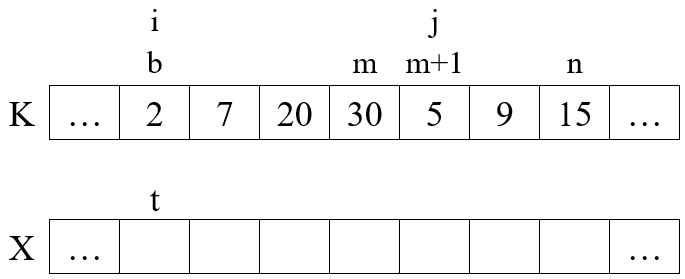 i j
b m m+1 n
K … 2 7 20 30 5 9 15 …
t
X … …